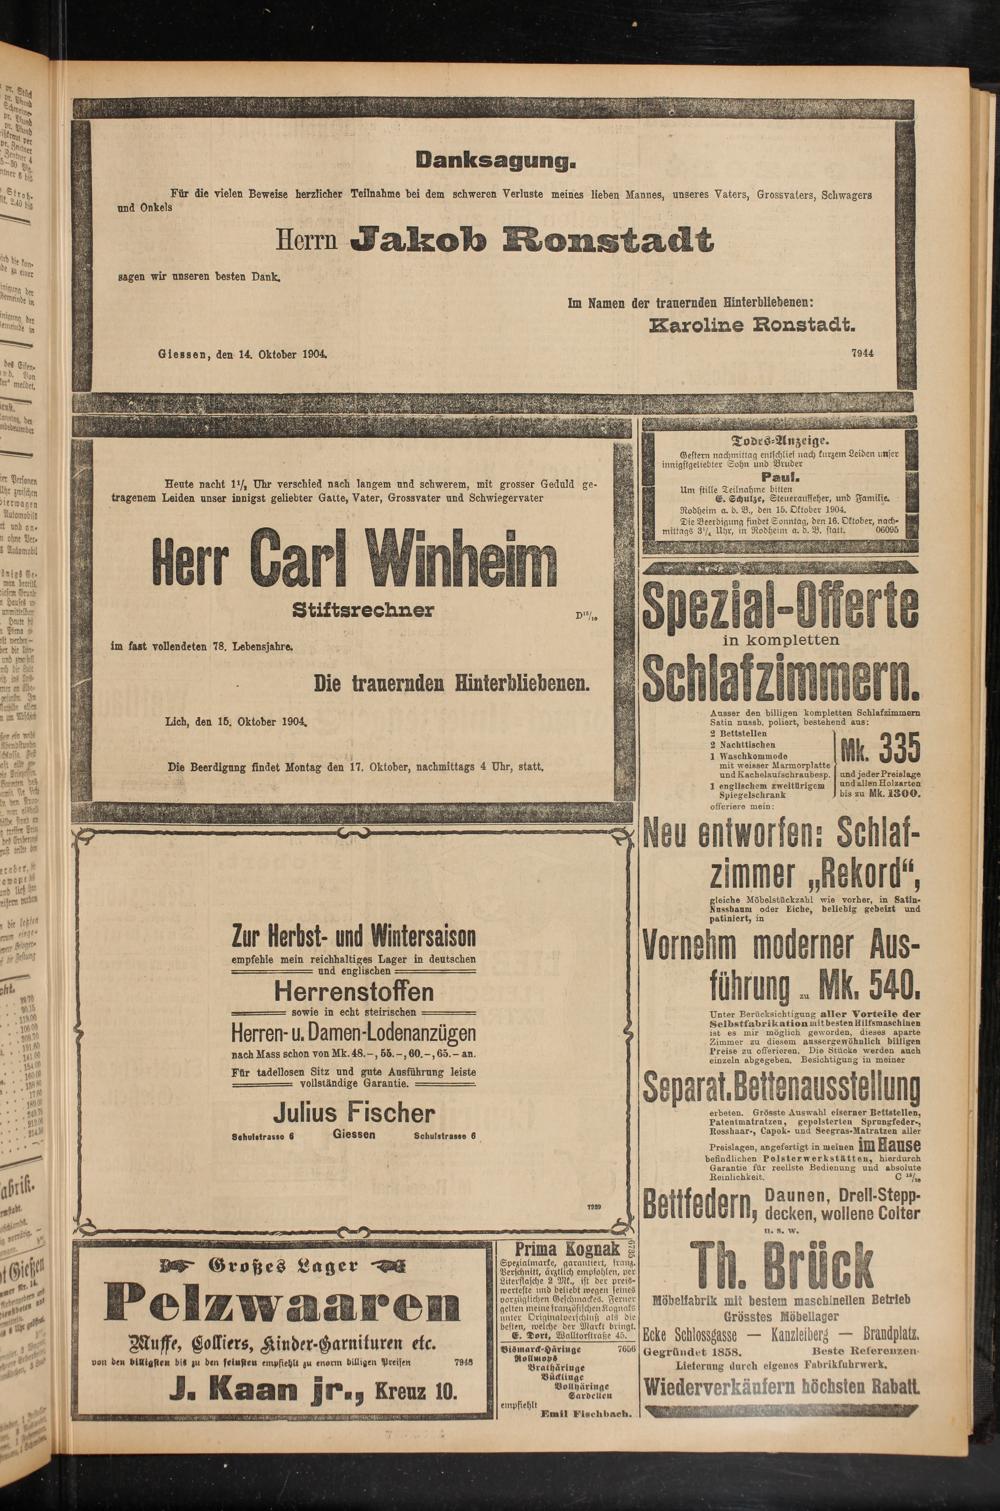 Danksagung.
Für die vielen Beweise herzlicher Teilnahme bei dem schweren Verluste meines lieben Mannes, unseres Vaters, Grossvaters, Schwagers
und Onkels
Herrn Jakob Ronstadt
sagen wir unseren besten Dank.
Im Namen der trauernden Hinterbliebenen:
Karoline Ronstadt.
Giessen, den 14. Oktober 1904.
7944
Heute nacht 1¹/₂ Uhr verschied nach langem und schwerem, mit grosser Geduld ge-
tragenem Leiden unser innigst geliebter Gatte, Vater, Grossvater und Schwiegervater
Herr Carl Winheim
Stiftsrechner
D¹⁵/₁₀
im fast vollendeten 78. Lebensjahre.
Die trauernden Hinterbliebenen.
Lich, den 15. Oktober 1904.
Die Beerdigung findet Montag den 17. Oktober, nachmittags 4 Uhr, statt.
Todes-Anzeige.
Gestern nachmittag entschlief nach kurzem Leiden unser
innigstgeliebter Sohn und Bruder
Paul.
Um stille Teilnahme bitten
E. Schulze, Steueraufseher, und Familie.
Rodheim a. d. B., den 15. Oktober 1904.
Die Beerdigung findet Sonntag, den 16. Oktober, nach-
mittags 3¹/₄ Uhr, in Rodheim a. d. B. statt. 06095
Zur Herbst- und Wintersaison
empfehle mein reichhaltiges Lager in deutschen
und englischen
Herrenstoffen
sowie in echt steirischen
Herren- u. Damen-Lodenanzügen
nach Mass schon von Mk. 48.–, 55.–, 60.–, 65.– an.
Für tadellosen Sitz und gute Ausführung leiste
vollständige Garantie.
Julius Fischer
Schulstrasse 6 Giessen Schulstrasse 6
7989
Großes Lager
Pelzwaaren
Muffe, Colliers, Kinder-Garnituren etc.
von den billigsten bis zu den feinsten empfiehlt zu enorm billigen Preisen 7948
J. Kaan jr., Kreuz 10.
Prima Kognak
6735
Spezialmarke, garantiert, franz.
Verschnitt, ärztlich empfohlen, per
Literflasche 2 Mk., ist der preis-
werteste und beliebt wegen seines
vorzüglichen Geschmackes. Ferner
gelten meine französischen Kognaks
unter Originalverschluß als die
besten, welche der Markt bringt.
E. Dort, Walltorstraße 45.
Bismarck-Häringe 7656
Rollmops
Brathäringe
Bücklinge
Vollhäringe
Sardellen
empfiehlt
Emil Fischbach.
Spezial-Offerte
in kompletten
Schlafzimmern.
Ausser den billigen kompletten Schlafzimmern
Satin nussb. poliert, bestehend aus:
2 Bettstellen
2 Nachttischen
1 Waschkommode
mit weisser Marmorplatte
und Kachelaufschraubesp.
1 englischem zweitürigem
Spiegelschrank
Mk. 335
und jeder Preislage
und allen Holzarten
bis zu Mk. 1300.
offeriere mein:
Neu entworfen: Schlaf-
zimmer „Rekord“,
gleiche Möbelstückzahl wie vorher, in Satin-
Nussbaum oder Eiche, beliebig gebeizt und
patiniert, in
Vornehm moderner Aus-
führung zu Mk. 540.
Unter Berücksichtigung aller Vorteile der
Selbstfabrikation mit besten Hilfsmaschinen
ist es mir möglich geworden, dieses aparte
Zimmer zu diesem aussergewöhnlich billigen
Preise zu offerieren. Die Stücke werden auch
einzeln abgegeben. Besichtigung in meiner
Separat. Bettenausstellung
erbeten. Grösste Auswahl eiserner Bettstellen,
Patentmatratzen, gepolsterten Sprungfeder-,
Rosshaar-, Capok- und Seegras-Matratzen aller
Preislagen, angefertigt in meinen im Hause
befindlichen Polsterwerkstätten, hierdurch
Garantie für reellste Bedienung und absolute
Reinlichkeit. C ¹⁵/₁₀
Bettfedern, Daunen, Drell-Stepp-
decken, wollene Colter
u. s. w.
Th. Brück
Möbelfabrik mit bestem maschinellen Betrieb
Grösstes Möbellager
Ecke Schlossgasse — Kanzleiberg — Brandplatz.
Gegründet 1858. Beste Referenzen.
Lieferung durch eigenes Fabrikfuhrwerk.
Wiederverkäufern höchsten Rabatt.